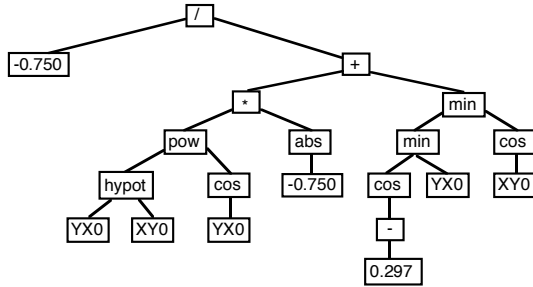 /
-0.750
+
*
min
pow
abs
min
cos
hypot
cos
-0.750
cos
YX0
XY0
YX0
XY0
YX0
-
0.297